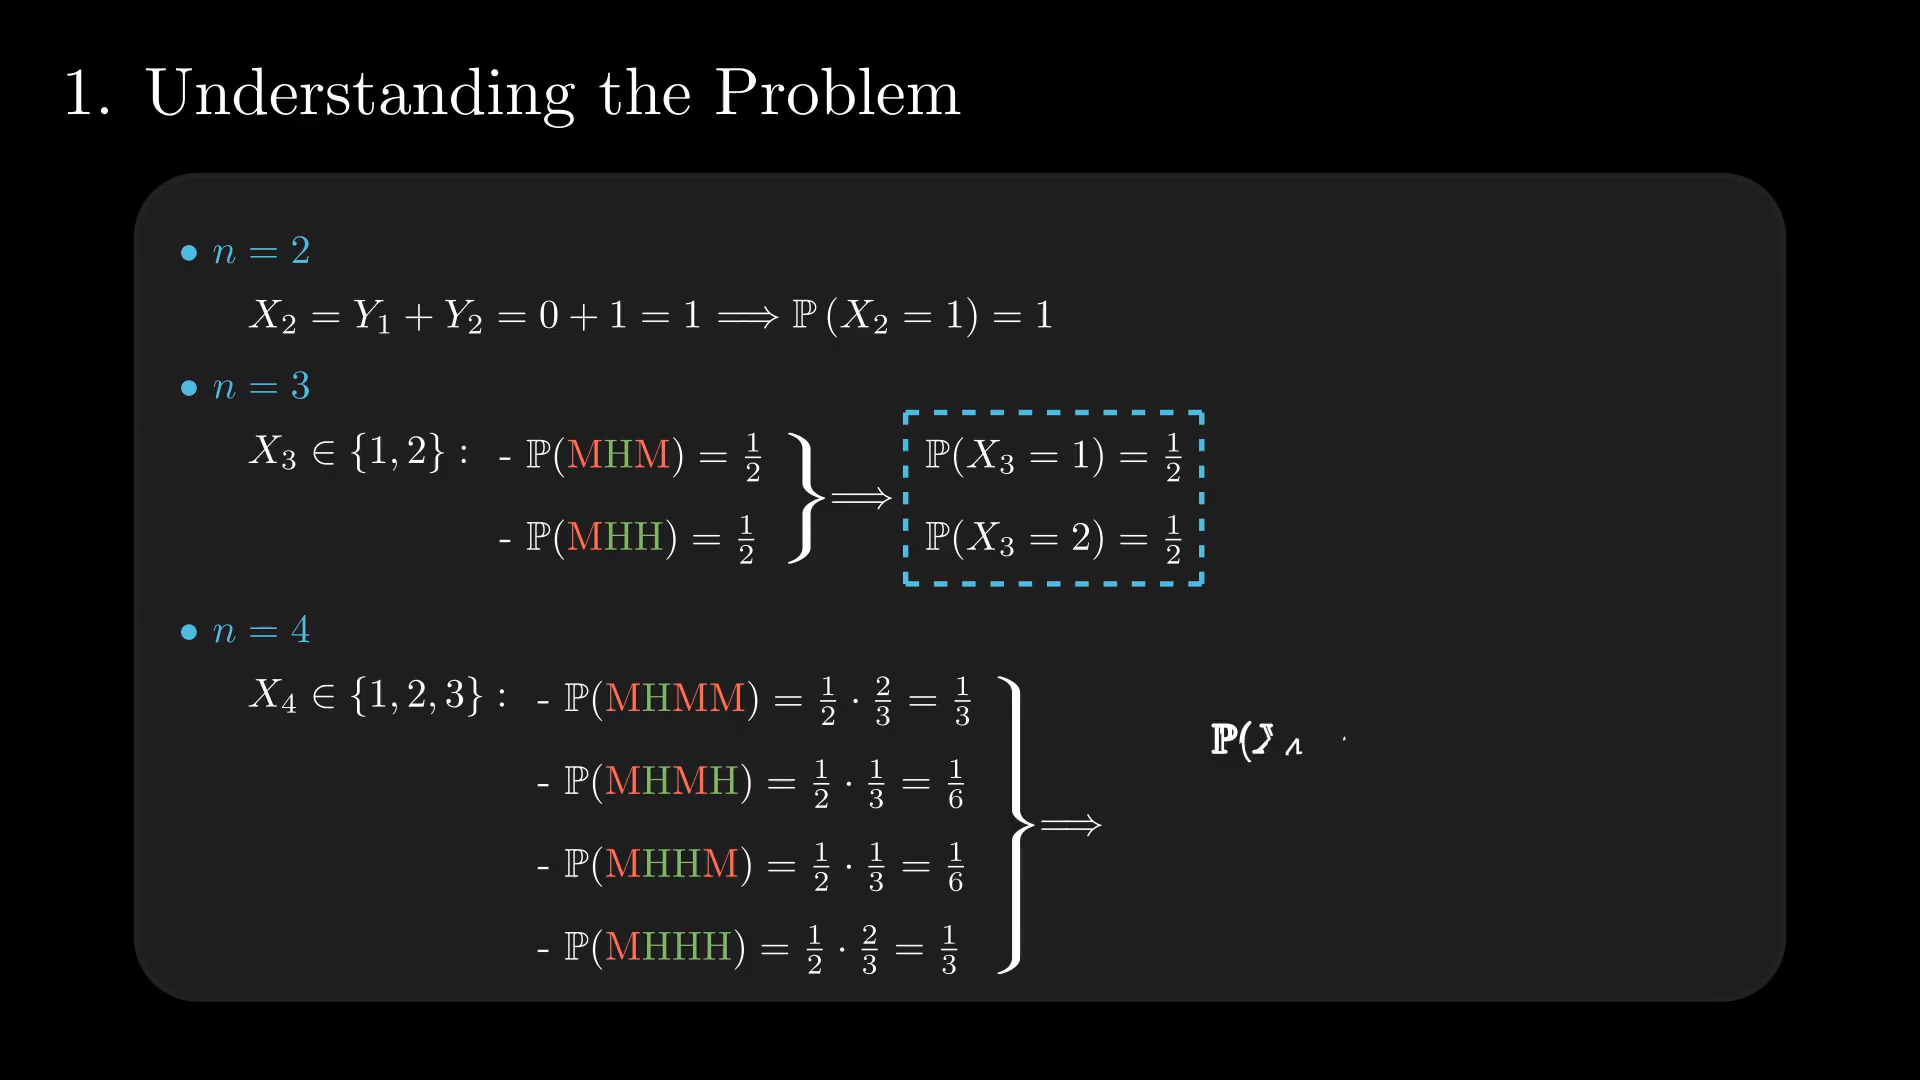 1. Understanding the Problem
• n = 2
X₂ = Y₁ + Y₂ = 0 + 1 = 1 ⟹ ℙ(X₂ = 1) = 1
• n = 3
X₃ ∈ {1, 2} : - ℙ(MHM) = 1/2 } ⟹ ℙ(X₃ = 1) = 1/2
- ℙ(MHH) = 1/2 ℙ(X₃ = 2) = 1/2
• n = 4
X₄ ∈ {1, 2, 3} : - ℙ(MHMM) = 1/2 · 2/3 = 1/3
- ℙ(MHMH) = 1/2 · 1/3 = 1/6 } ⟹ ℙ(
- ℙ(MHHM) = 1/2 · 1/3 = 1/6
- ℙ(MHHH) = 1/2 · 2/3 = 1/3